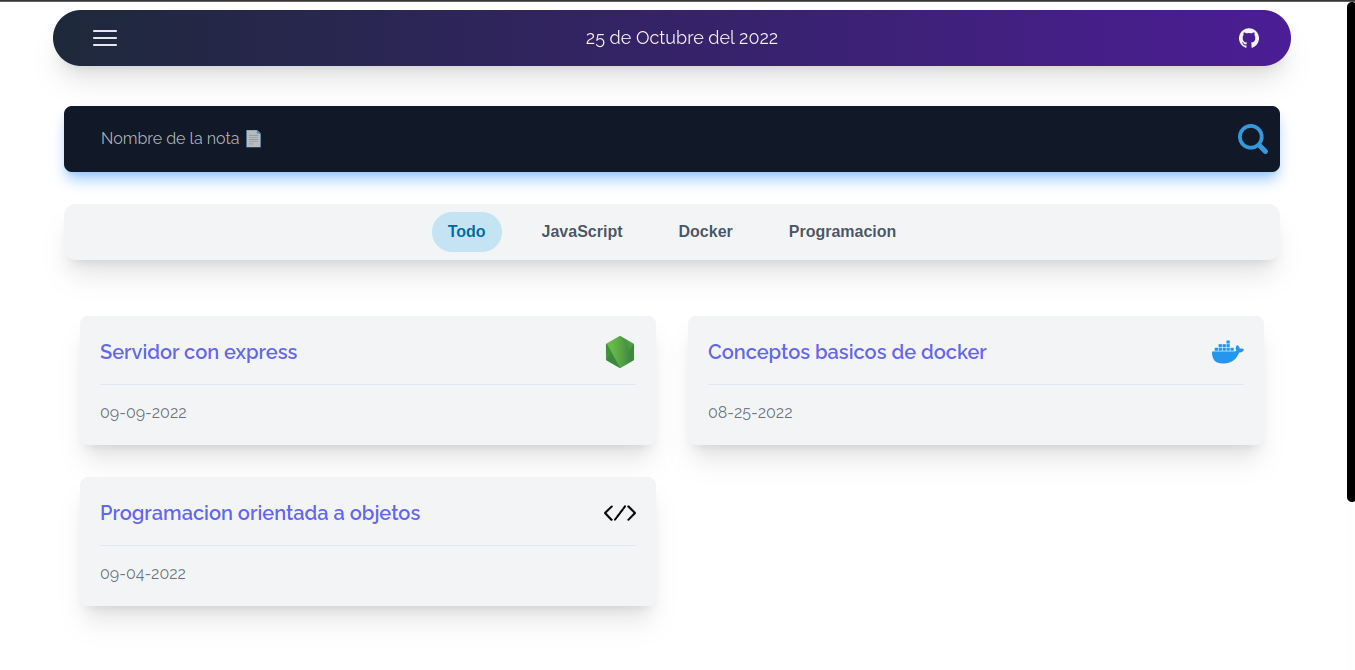 25 de Octubre del 2022
Nombre de la nota 📄
Todo JavaScript Docker Programacion
Servidor con express
09-09-2022
Conceptos basicos de docker
08-25-2022
Programacion orientada a objetos
</>
09-04-2022